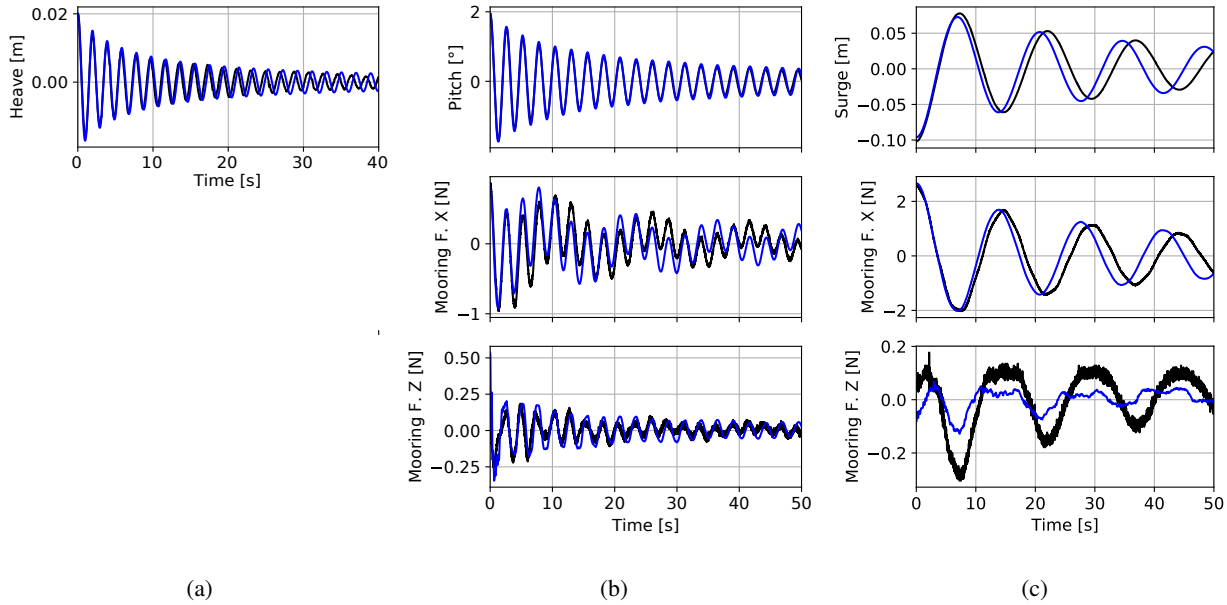 0.02
0.00
Heave [m]
0 10 20 30 40
Time [s]
2
0
Pitch [°]
0.05
0.00
−0.05
−0.10
Surge [m]
0
−1
Mooring F. X [N]
2
0
−2
Mooring F. X [N]
0.50
0.25
0.00
−0.25
Mooring F. Z [N]
0 10 20 30 40 50
Time [s]
0.2
0.0
−0.2
Mooring F. Z [N]
0 10 20 30 40 50
Time [s]
(a) (b) (c)